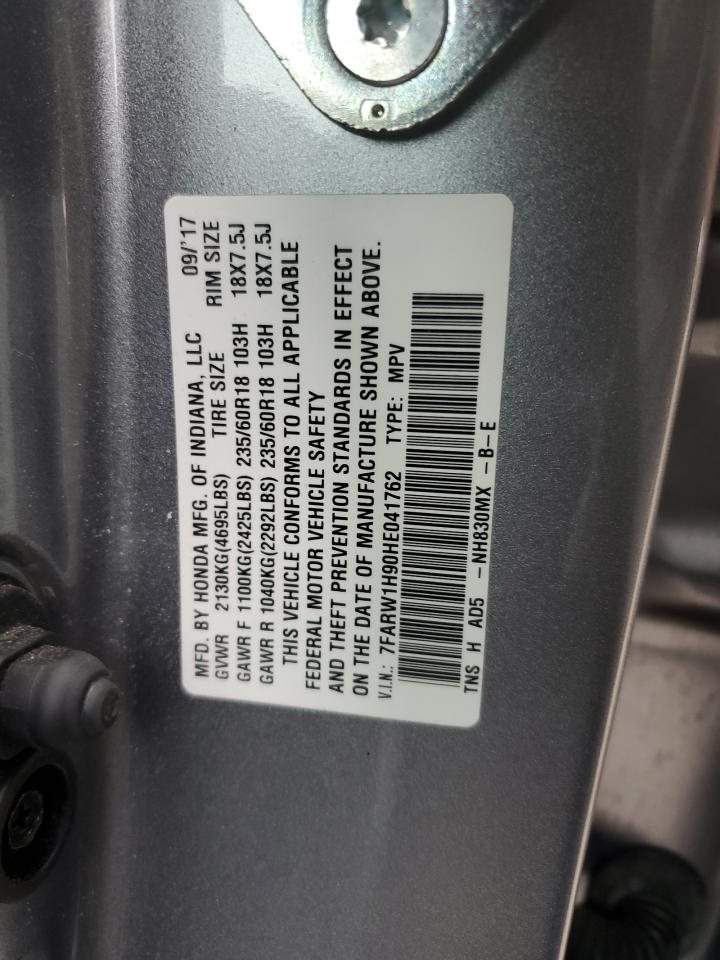 MFD. BY HONDA MFG. OF INDIANA, LLC 09/'17
GVWR 2130KG(4695LBS) TIRE SIZE RIM SIZE
GAWR F 1100KG(2425LBS) 235/60R18 103H 18X7.5J
GAWR R 1040KG(2292LBS) 235/60R18 103H 18X7.5J
THIS VEHICLE CONFORMS TO ALL APPLICABLE
FEDERAL MOTOR VEHICLE SAFETY
AND THEFT PREVENTION STANDARDS IN EFFECT
ON THE DATE OF MANUFACTURE SHOWN ABOVE.
V.I.N.: 7FARW1H90HE041762 TYPE: MPV
TNS H AD5 -NH830MX -B-E